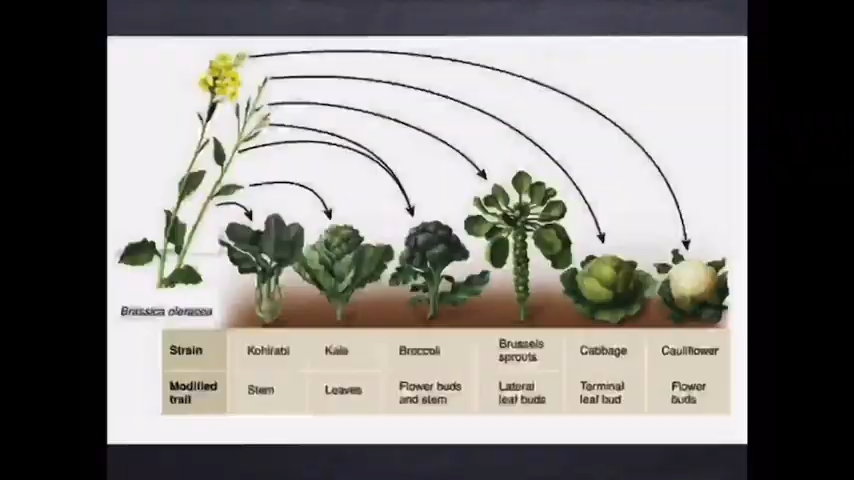 Brassica oleracea
Strain Kohlrabi Kale Broccoli Brussels sprouts Cabbage Cauliflower
Modified trait Stem Leaves Flower buds and stem Lateral leaf buds Terminal leaf bud Flower buds